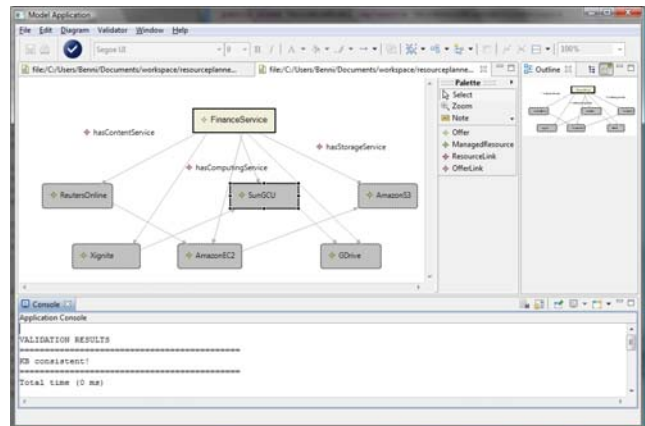 Model Application
File Edit Diagram Validator Window Help
Segoe UI 9 B I A 100%
file:/C:/Users/Benni/Documents/workspace/resourceplanne...
file:/C:/Users/Benni/Documents/workspace/resourceplanne...
Outline
Palette
Select
Zoom
Note
Offer
ManagedResource
ResourceLink
OfferLink
FinanceService
hasContentService
hasStorageService
hasComputingService
ReutersOnline
SunGCU
AmazonS3
Xignite
AmazonEC2
GDrive
Console
Application Console
VALIDATION RESULTS
KB consistent!
Total time (0 ms)